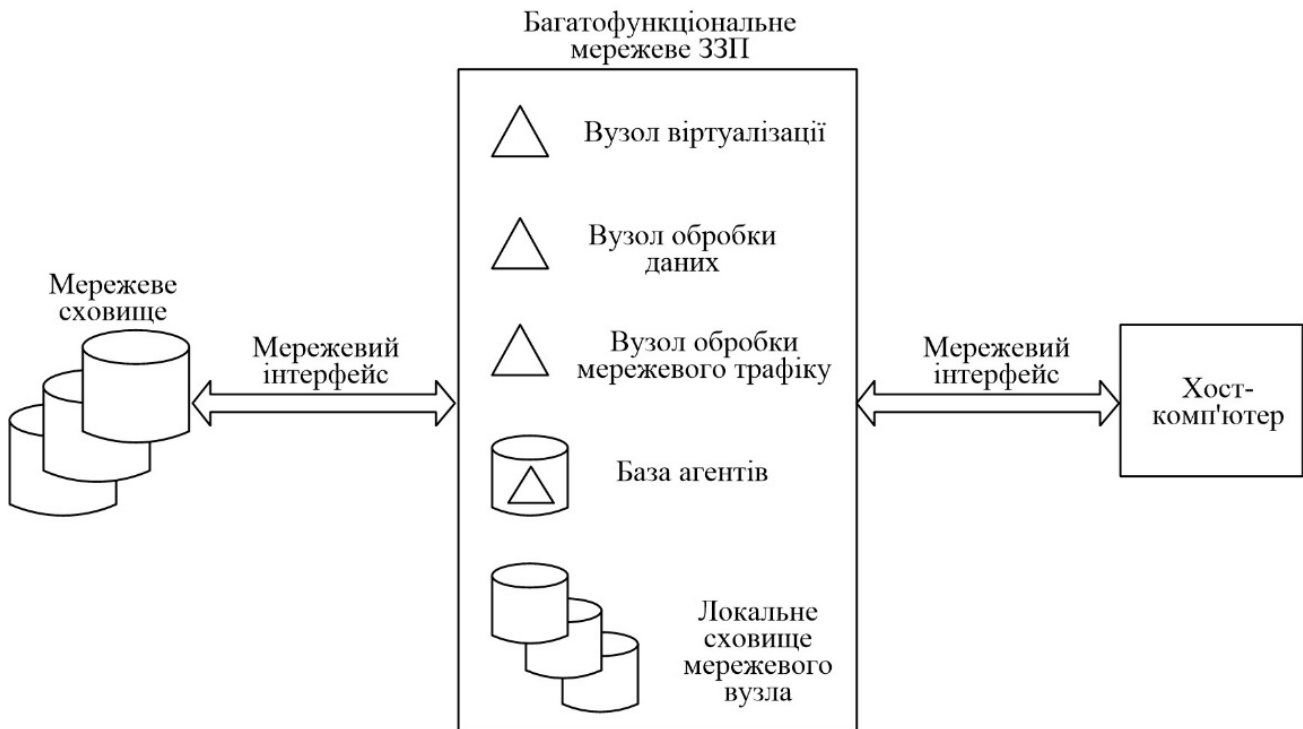 Багатофункціональне
мережеве ЗЗП
Вузол віртуалізації
Вузол обробки
даних
Мережеве
сховище
Мережевий
інтерфейс
Вузол обробки
мережевого трафіку
Мережевий
інтерфейс
Хост-
комп'ютер
База агентів
Локальне
сховище
мережевого
вузла